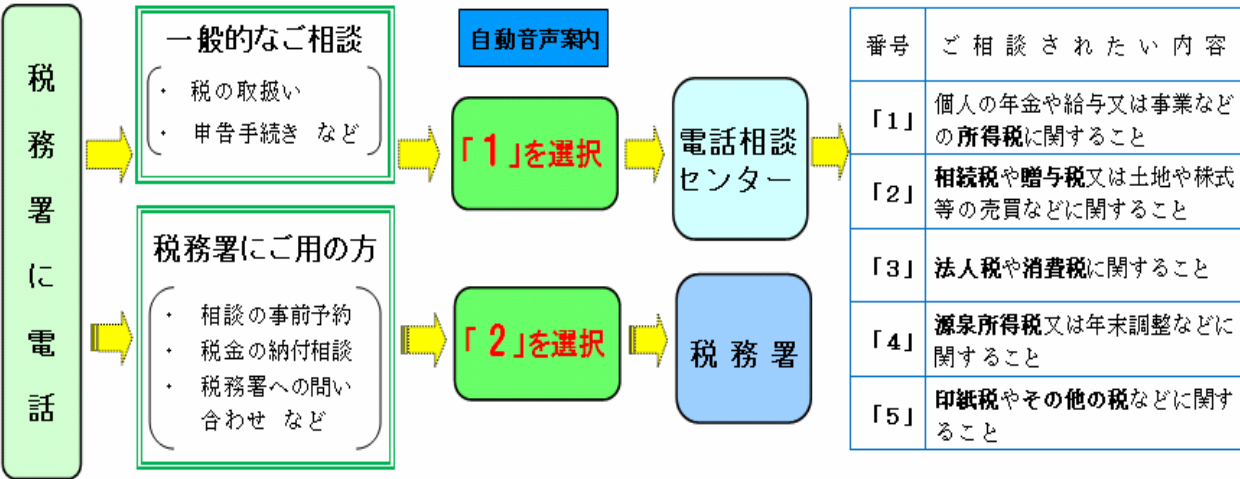 税務署に電話
一般的なご相談
・ 税の取扱い
・ 申告手続き など
税務署にご用の方
・ 相談の事前予約
・ 税金の納付相談
・ 税務署への問い
合わせ など
自動音声案内
「1」を選択
「2」を選択
電話相談
センター
税務署
番号 ご相談されたい内容
「1」 個人の年金や給与又は事業など
の所得税に関すること
「2」 相続税や贈与税又は土地や株式
等の売買などに関すること
「3」 法人税や消費税に関すること
「4」 源泉所得税又は年末調整などに
関すること
「5」 印紙税やその他の税などに関す
ること